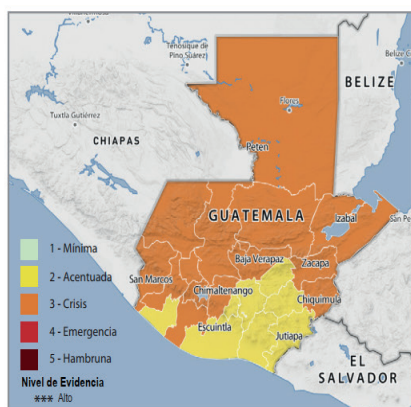 Tenosique de
Pino Suárez
Belize C
Tuxtla Gutiérrez
Flores
BELIZE
CHIAPAS
Petén
GUATEMALA
Izabal
San Pe
1 - Mínima
2 - Acentuada
3 - Crisis
4 - Emergencia
5 - Hambruna
Nivel de Evidencia
*** Alto
Baja Verapaz
Zacapa
San Marcos
Chimaltenango
Chiquimula
Escuintla
Jutiapa
EL
SALVADOR